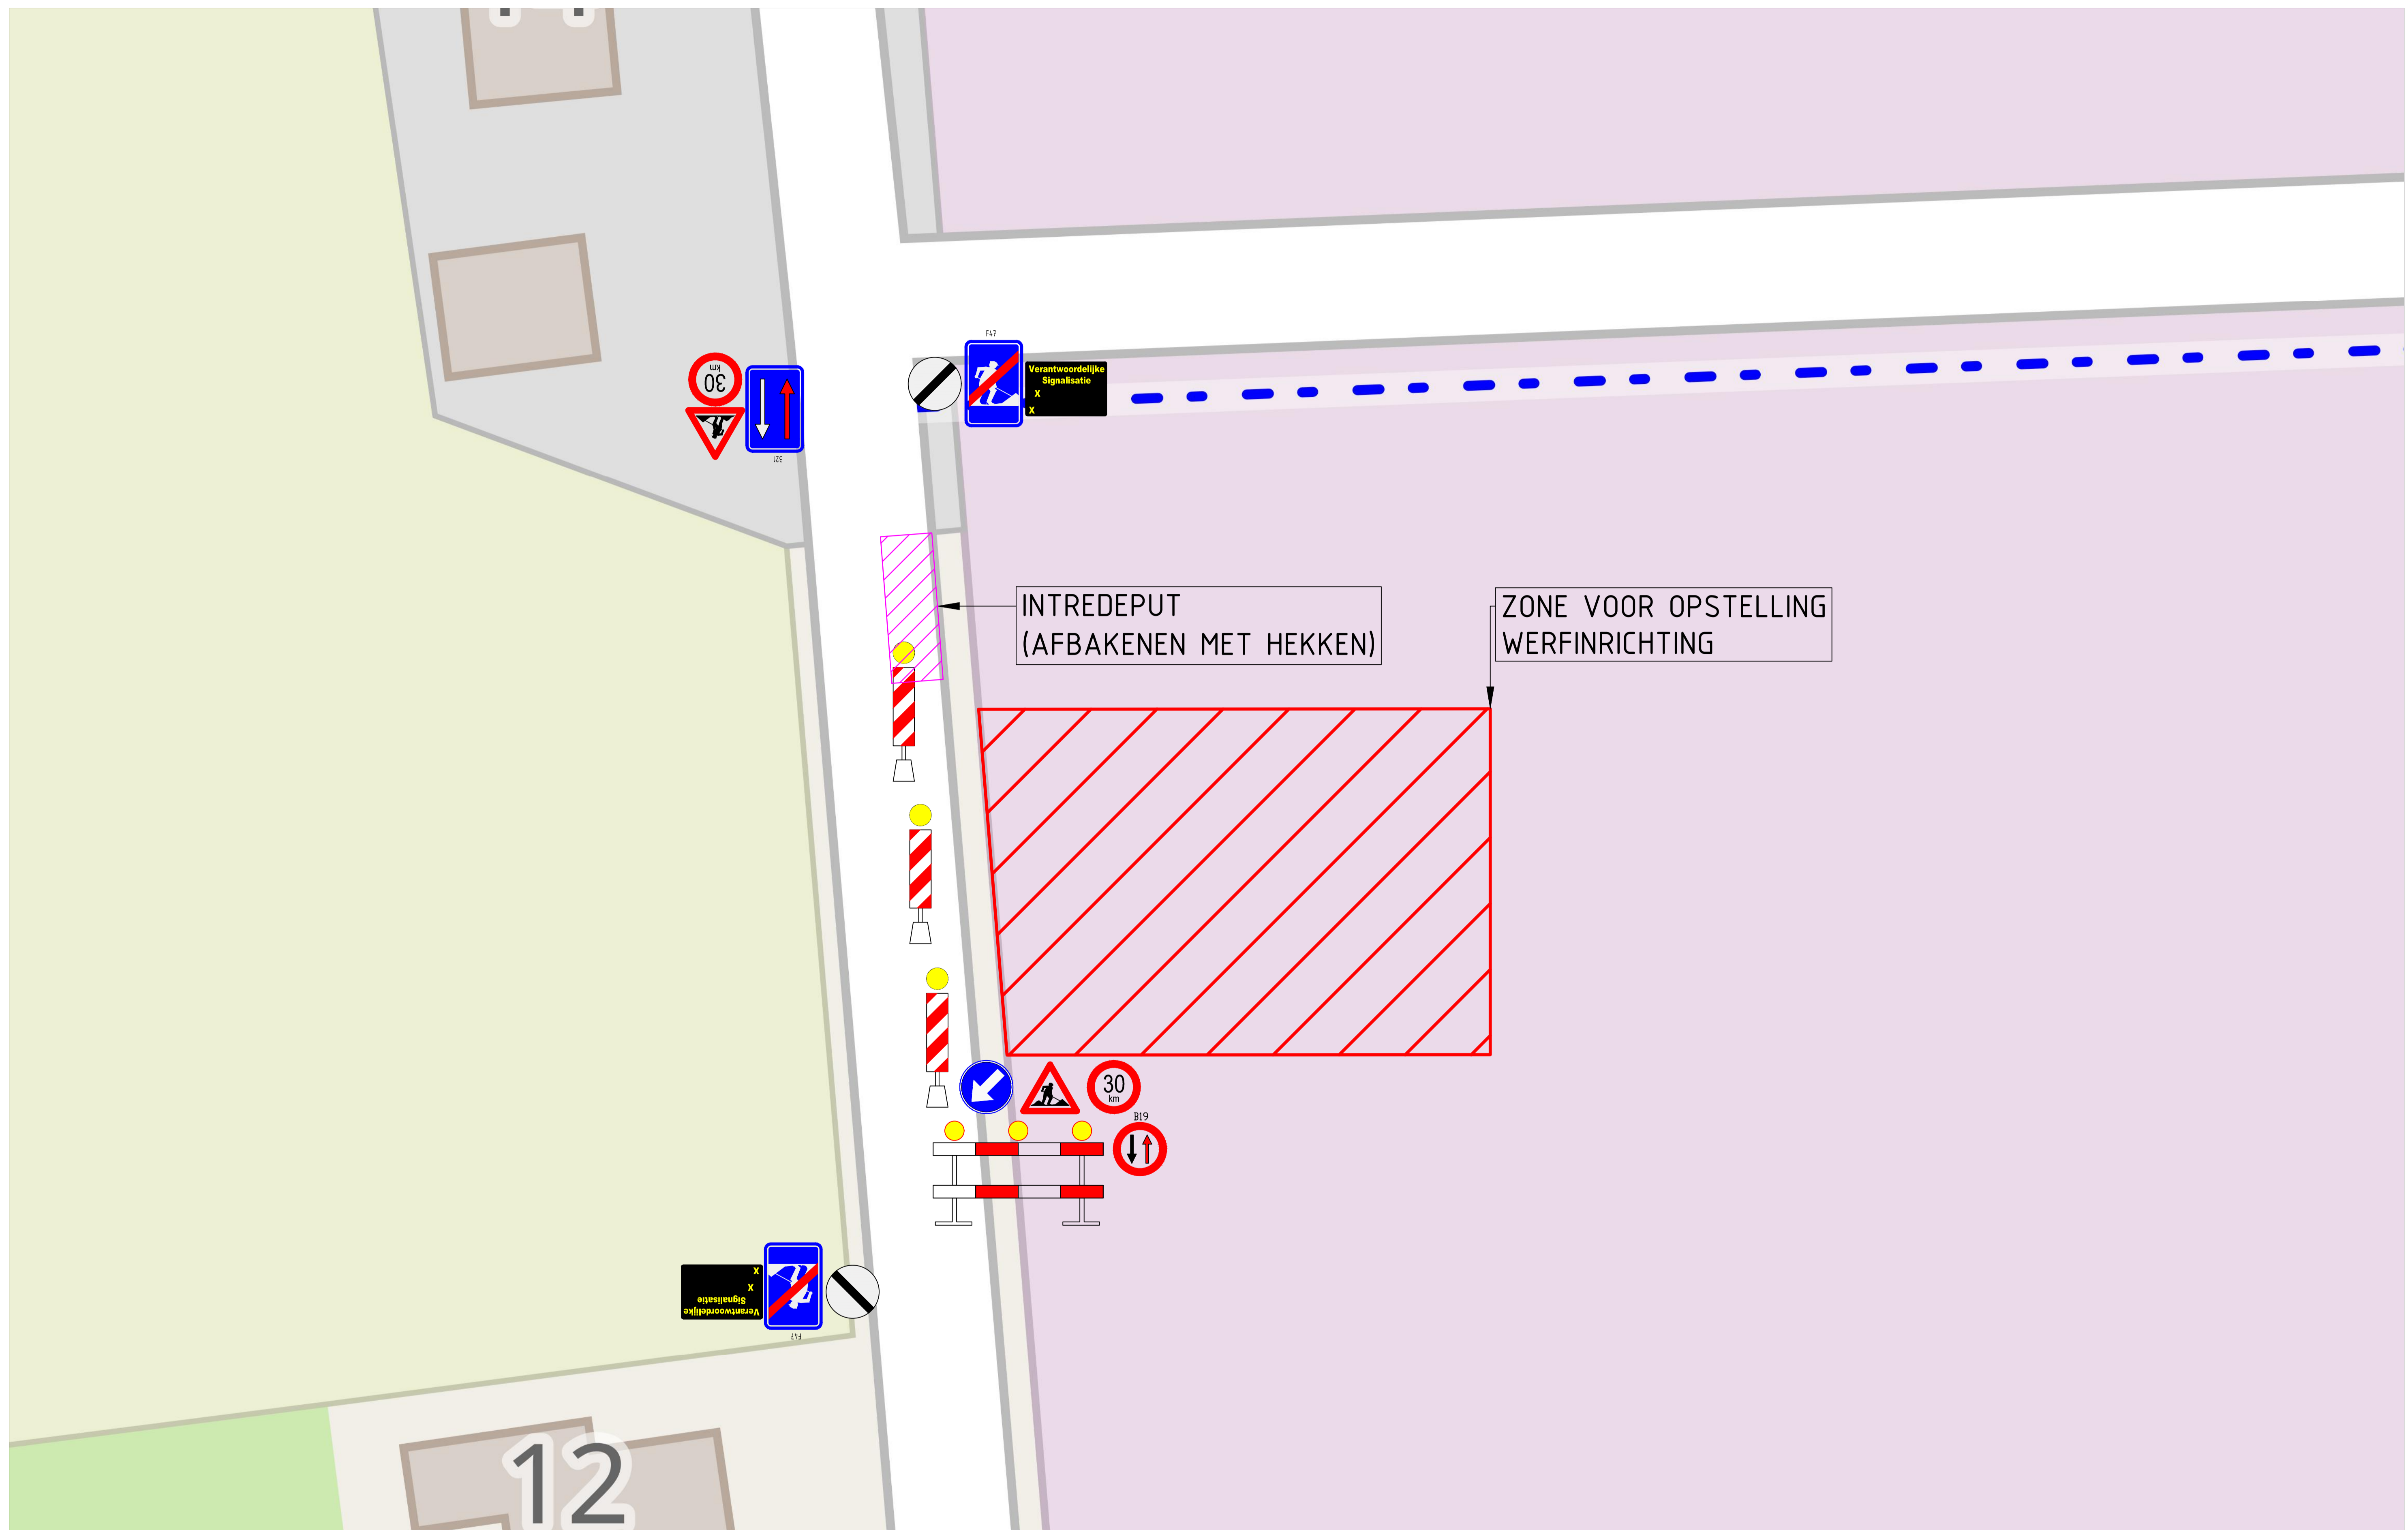 F47
Verantwoordelijke
Signalisatie
X
X
30
km
B21
INTREDEPUT
(AFBAKENEN MET HEKKEN)
ZONE VOOR OPSTELLING
WERFINRICHTING
30
km
B19
Verantwoordelijke
Signalisatie
X
X
F47
12